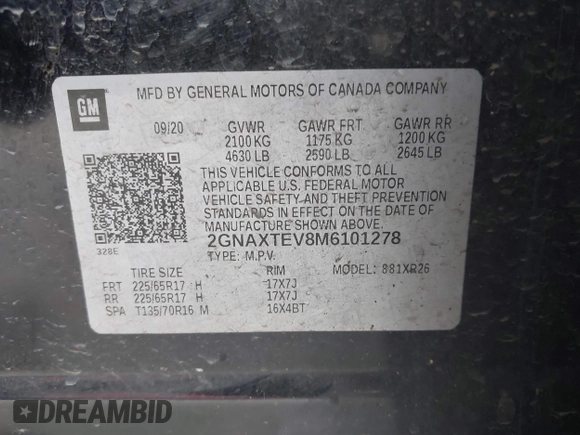 GM
MFD BY GENERAL MOTORS OF CANADA COMPANY
09/20 GVWR GAWR FRT GAWR RR
2100 KG 1175 KG 1200 KG
4630 LB 2590 LB 2645 LB
THIS VEHICLE CONFORMS TO ALL
APPLICABLE U.S. FEDERAL MOTOR
VEHICLE SAFETY AND THEFT PREVENTION
STANDARDS IN EFFECT ON THE DATE OF
MANUFACTURE SHOWN ABOVE.
328E 2GNAXTEV8M6101278
TYPE: M.P.V. MODEL: 881XR26
TIRE SIZE RIM
FRT 225/65R17 H 17X7J
RR 225/65R17 H 17X7J
SPA T135/70R16 M 16X4BT
DREAMBID